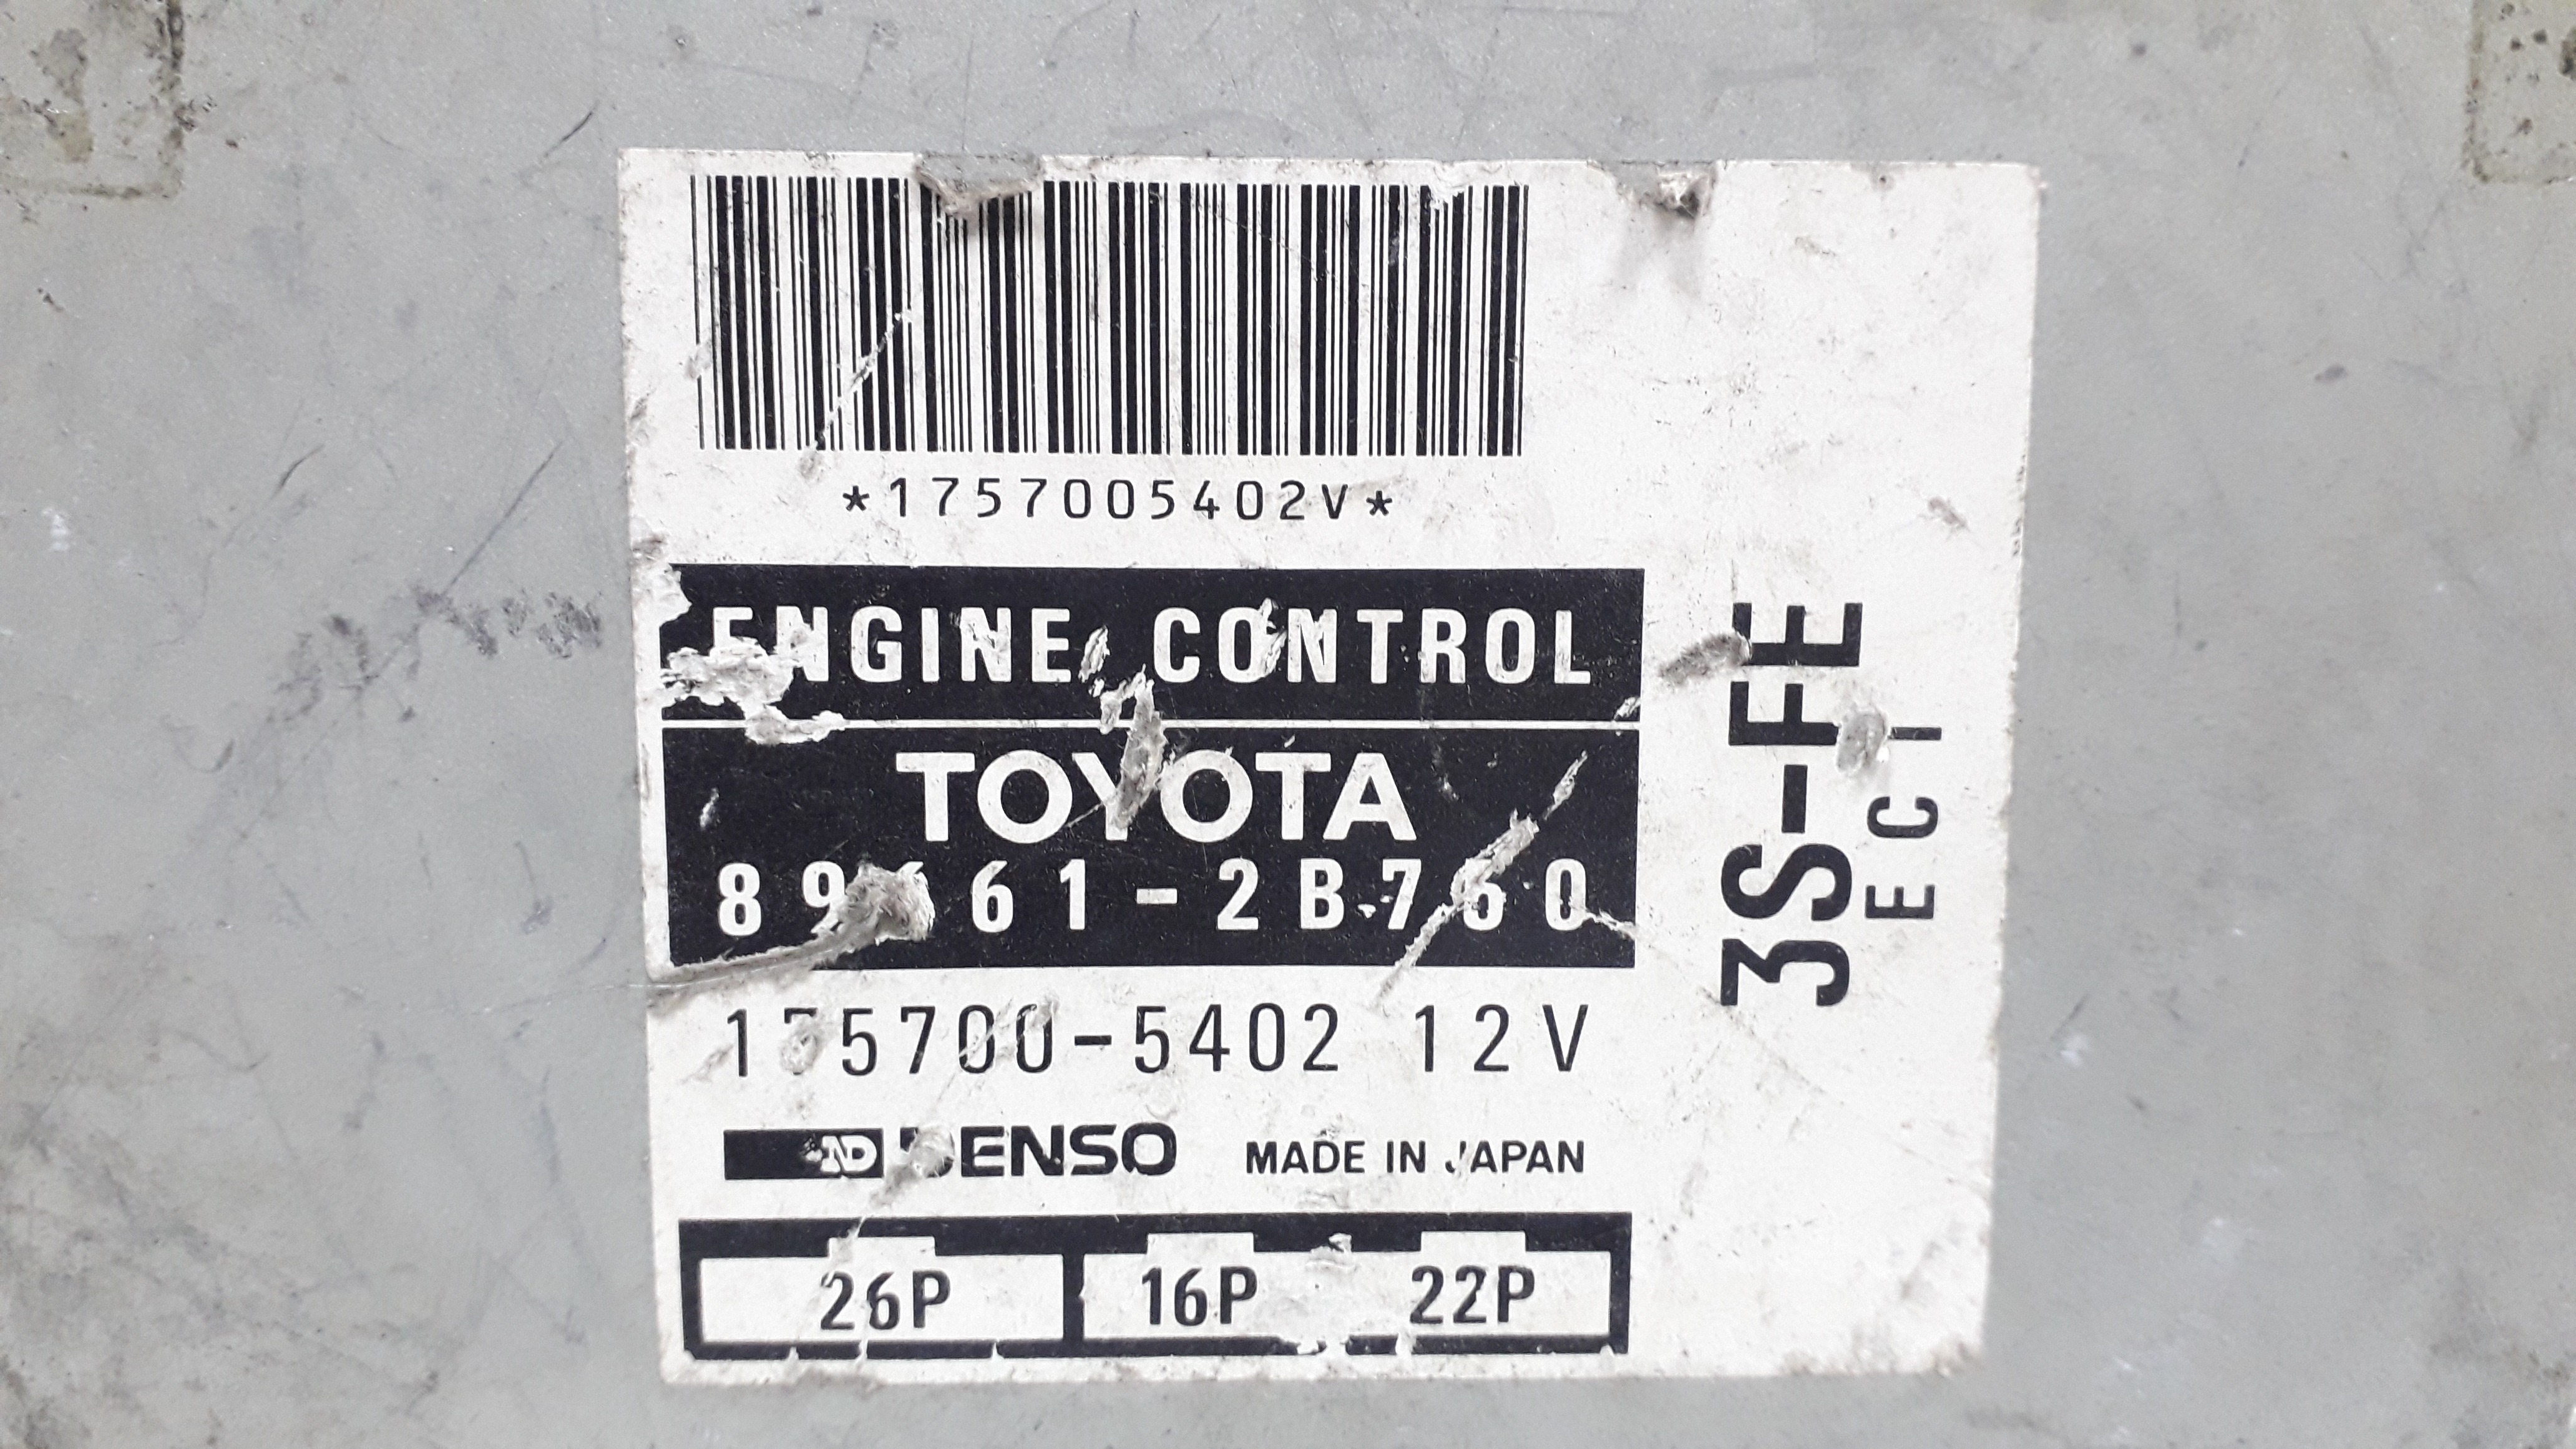 *1757005402V*
ENGINE CONTROL
TOYOTA
89661-2B760
175700-5402 12V
ND DENSO MADE IN JAPAN
26P 16P 22P
3S-FE
ECT